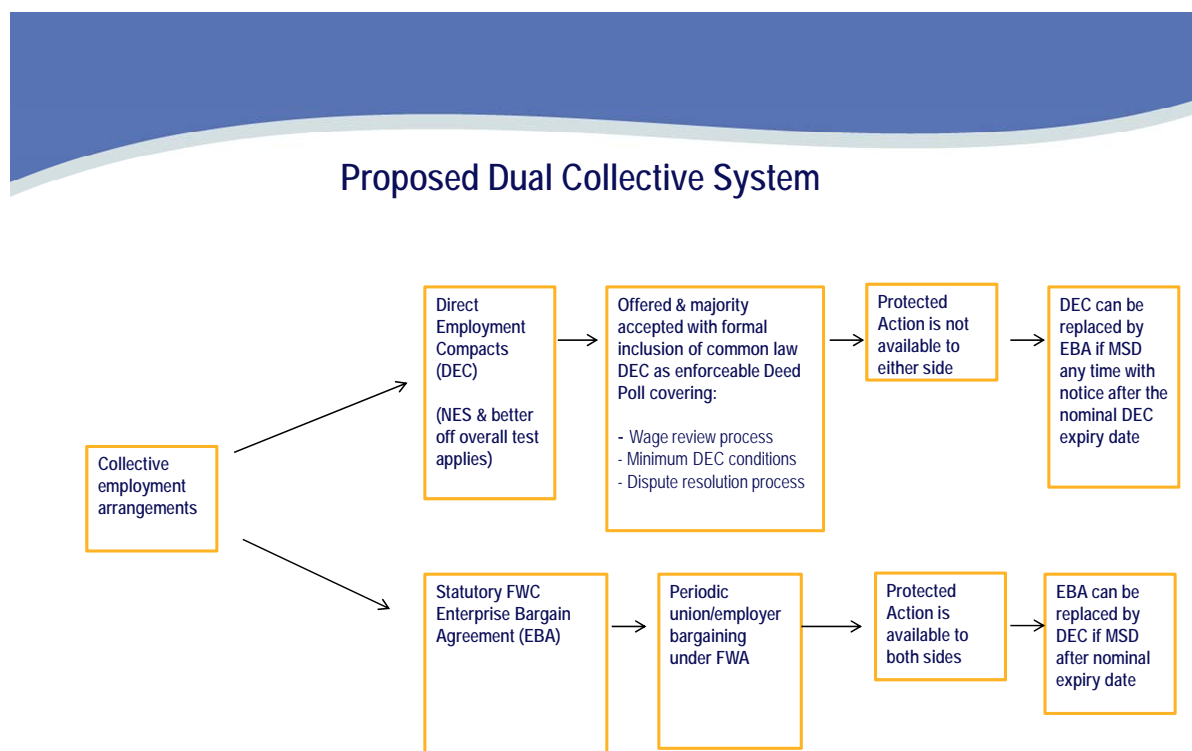 Proposed Dual Collective System
Collective
employment
arrangements
Direct
Employment
Compacts
(DEC)
(NES & better
off overall test
applies)
Offered & majority
accepted with formal
inclusion of common law
DEC as enforceable Deed
Poll covering:
- Wage review process
- Minimum DEC conditions
- Dispute resolution process
Protected
Action is not
available to
either side
DEC can be
replaced by
EBA if MSD
any time with
notice after the
nominal DEC
expiry date
Statutory FWC
Enterprise Bargain
Agreement (EBA)
Periodic
union/employer
bargaining
under FWA
Protected
Action is
available to
both sides
EBA can be
replaced by
DEC if MSD
after nominal
expiry date